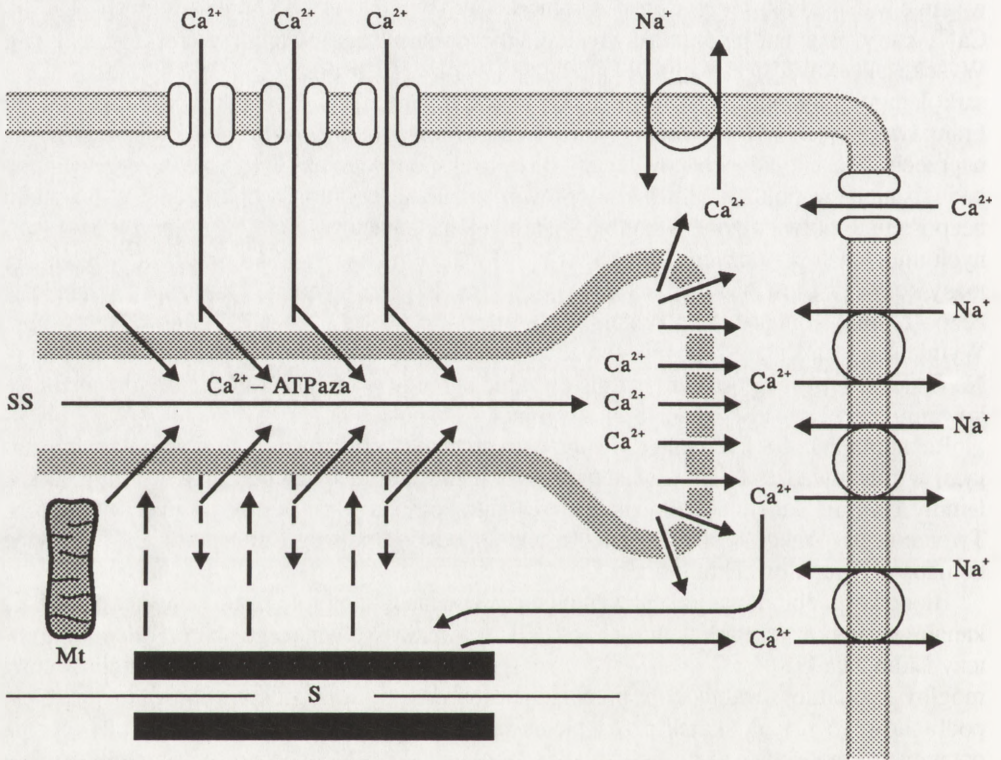 Ca²⁺ Ca²⁺ Ca²⁺ Na⁺
Ca²⁺ Ca²⁺
Na⁺
Ca²⁺
Ca²⁺ – ATPaza Ca²⁺
SS Ca²⁺
Na⁺
Ca²⁺
Ca²⁺
Na⁺
Ca²⁺
Mt
S